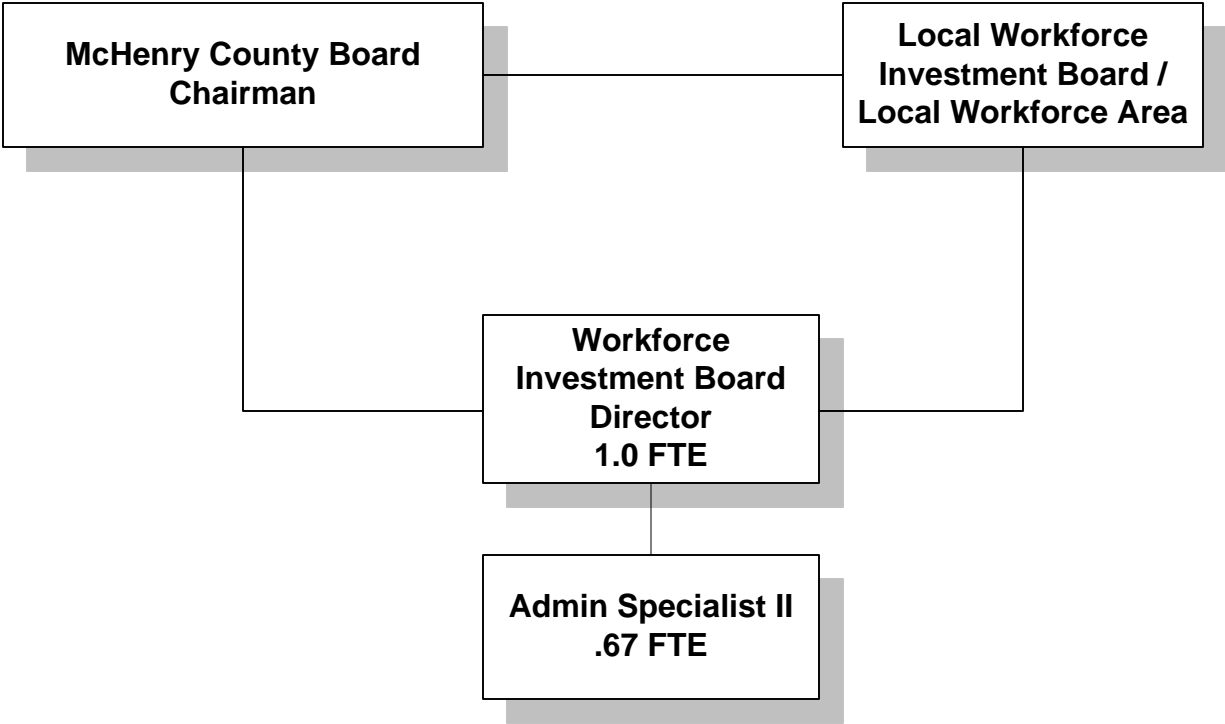 McHenry County Board
Chairman
Local Workforce
Investment Board /
Local Workforce Area
Workforce
Investment Board
Director
1.0 FTE
Admin Specialist II
.67 FTE